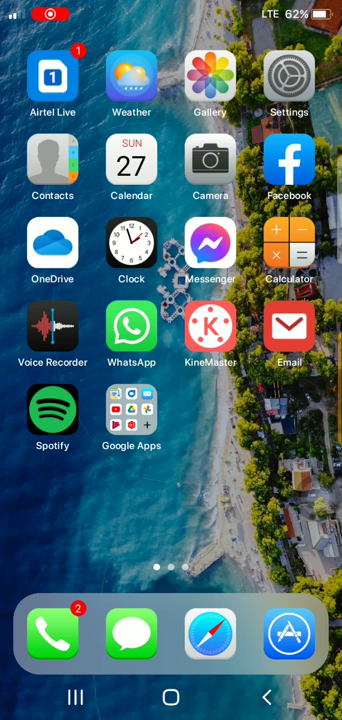 LTE 62%
1
1
Airtel Live
Weather
Gallery
Settings
SUN
27
Contacts
Calendar
Camera
Facebook
OneDrive
Clock
Messenger
Calculator
K
Voice Recorder
WhatsApp
KineMaster
Email
Spotify
Google Apps
2